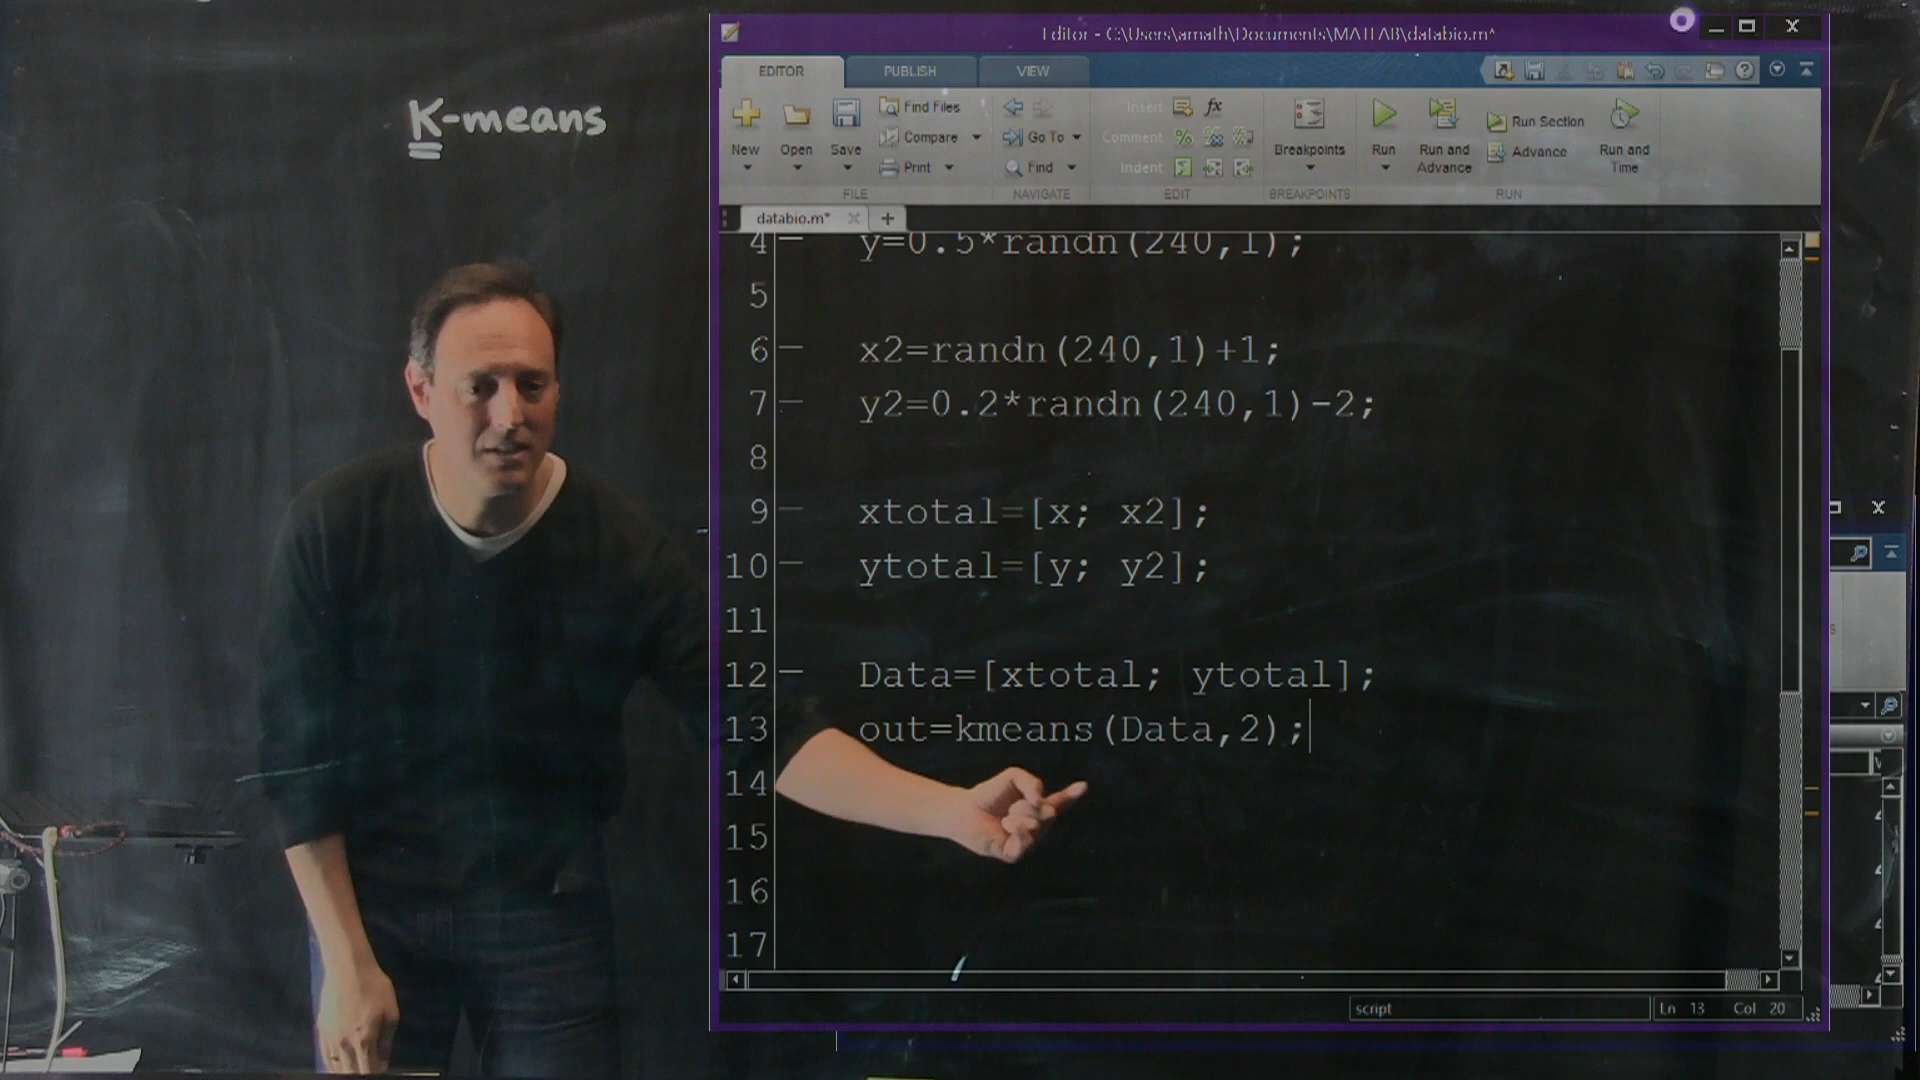 K-means
Editor - C:\Users\amath\Documents\MATLAB\databio.m*
EDITOR PUBLISH VIEW
New Open Save Find Files Compare Print
Go To Find
Insert fx
Comment
Indent
Breakpoints
Run Run and Advance Run Section Advance Run and Time
FILE NAVIGATE EDIT BREAKPOINTS RUN
databio.m*
4 y=0.5*randn(240,1);
5
6 x2=randn(240,1)+1;
7 y2=0.2*randn(240,1)-2;
8
9 xtotal=[x; x2];
10 ytotal=[y; y2];
11
12 Data=[xtotal; ytotal];
13 out=kmeans(Data,2);
14
15
16
17
script Ln 13 Col 20